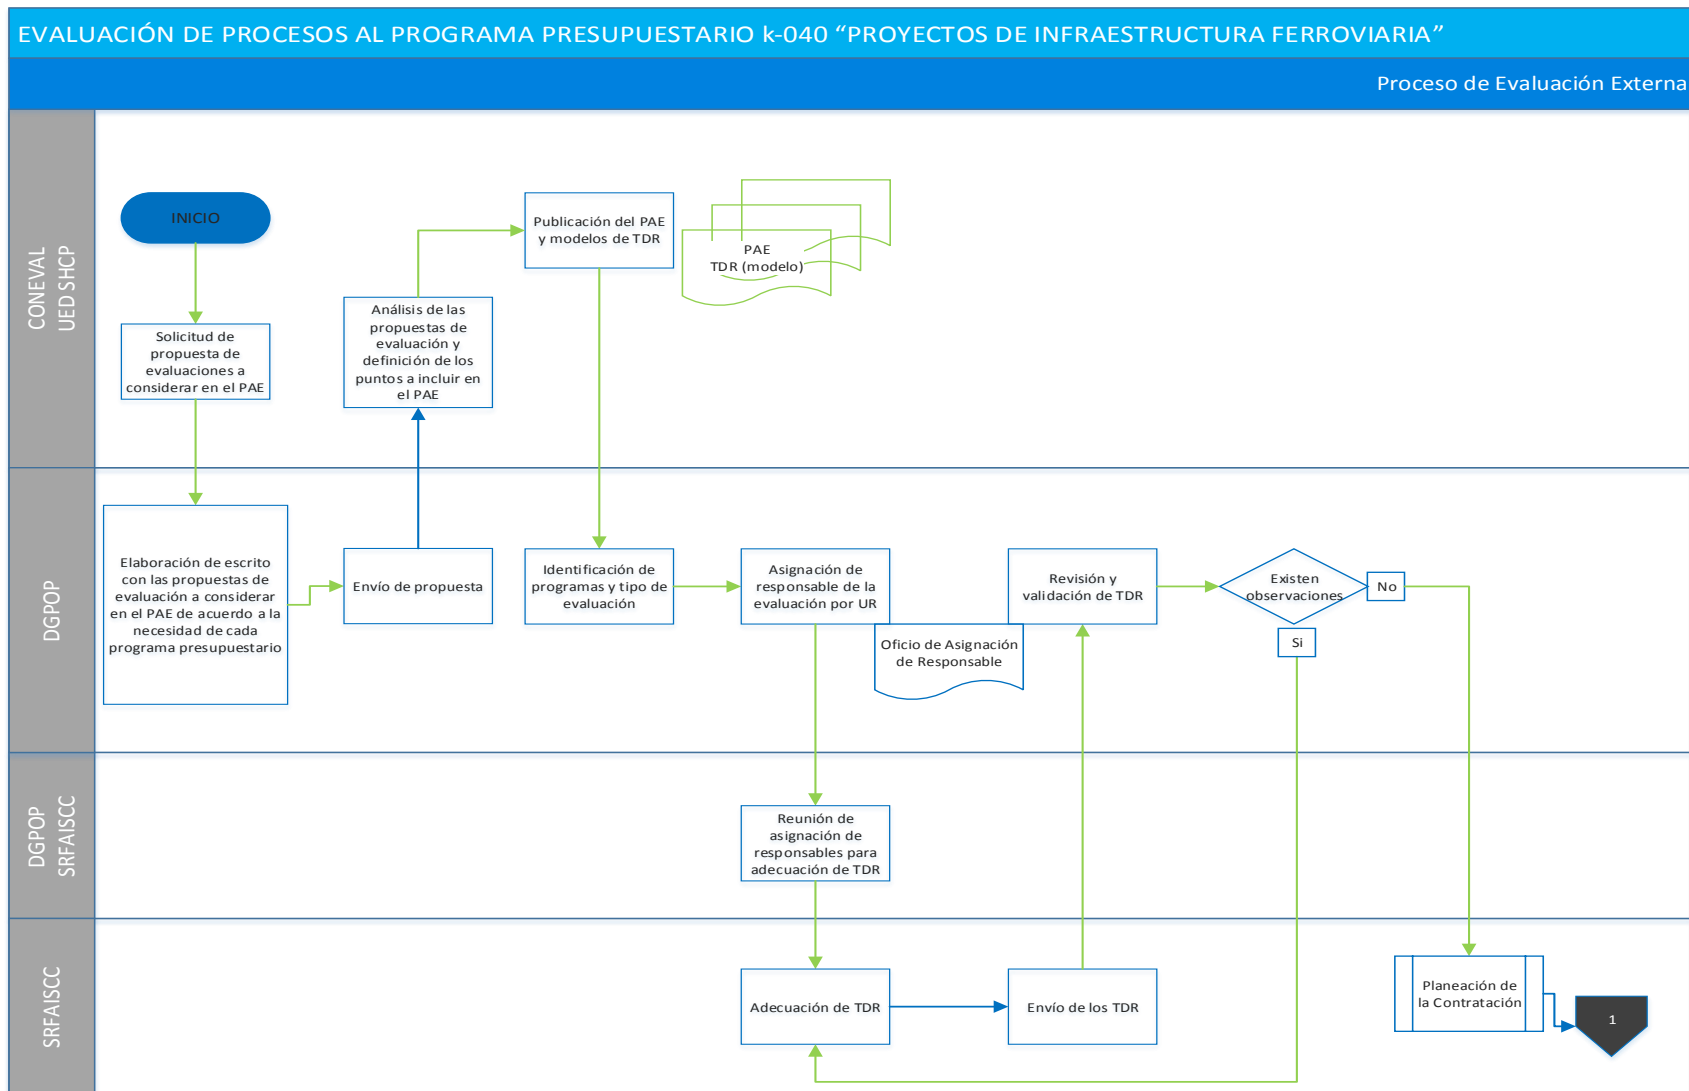 EVALUACIÓN DE PROCESOS AL PROGRAMA PRESUPUESTARIO k-040 “PROYECTOS DE INFRAESTRUCTURA FERROVIARIA”
Proceso de Evaluación Externa
CONEVAL
UED SHCP
INICIO
Solicitud de
propuesta de
evaluaciones a
considerar en el PAE
Análisis de las
propuestas de
evaluación y
definición de los
puntos a incluir en
el PAE
Publicación del PAE
y modelos de TDR
PAE
TDR (modelo)
DGPOP
Elaboración de escrito
con las propuestas de
evaluación a considerar
en el PAE de acuerdo a la
necesidad de cada
programa presupuestario
Envío de propuesta
Identificación de
programas y tipo de
evaluación
Asignación de
responsable de la
evaluación por UR
Oficio de Asignación
de Responsable
Revisión y
validación de TDR
Existen
observaciones
No
Si
DGPOP
SRFAISCC
Reunión de
asignación de
responsables para
adecuación de TDR
SRFAISCC
Adecuación de TDR
Envío de los TDR
Planeación de
la Contratación
1